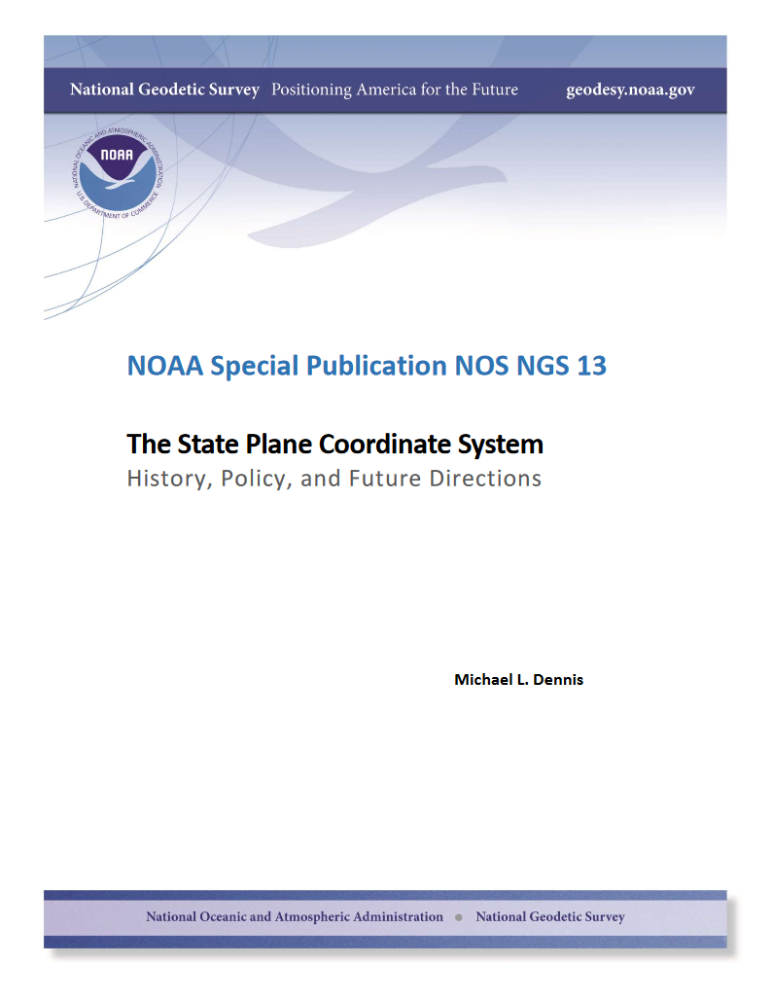 National Geodetic Survey Positioning America for the Future geodesy.noaa.gov
NATIONAL OCEANIC AND ATMOSPHERIC ADMINISTRATION
NOAA
U.S. DEPARTMENT OF COMMERCE
NOAA Special Publication NOS NGS 13
The State Plane Coordinate System
History, Policy, and Future Directions
Michael L. Dennis
National Oceanic and Atmospheric Administration ● National Geodetic Survey